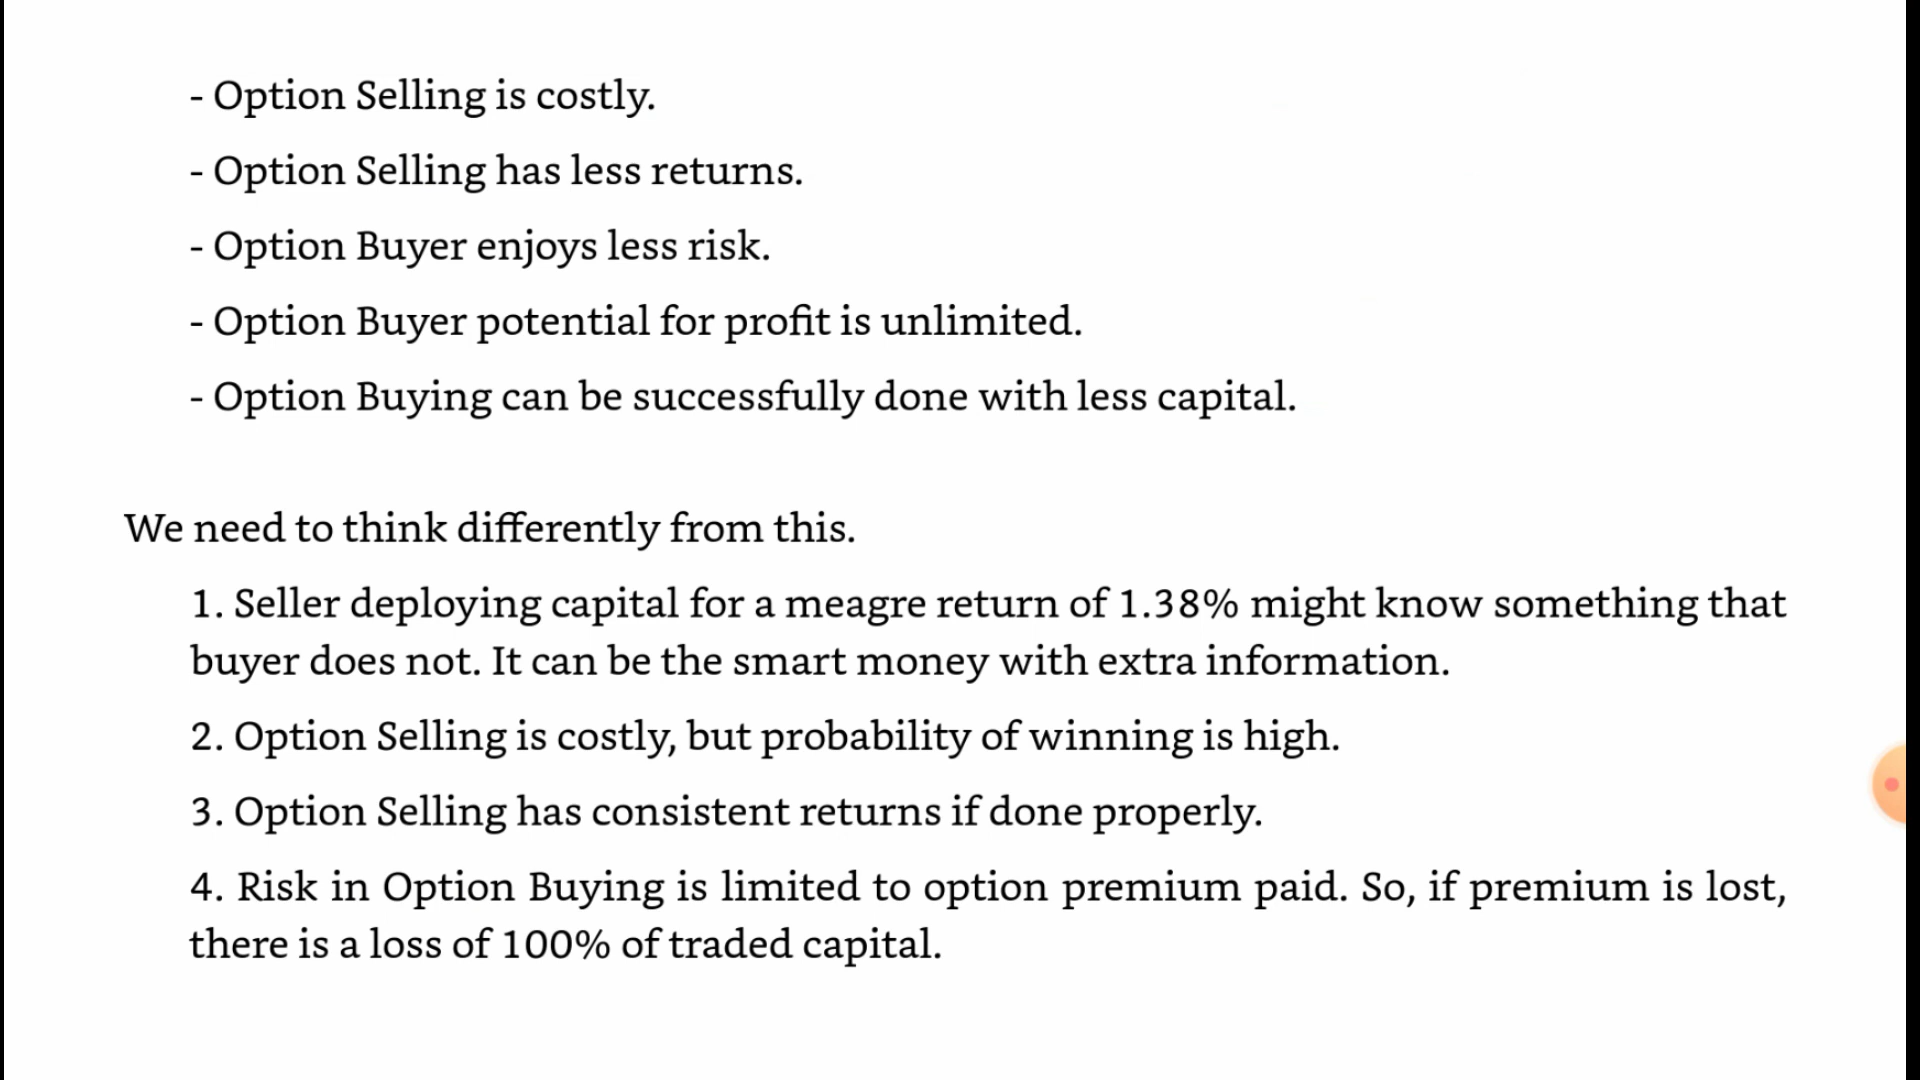 - Option Selling is costly.
- Option Selling has less returns.
- Option Buyer enjoys less risk.
- Option Buyer potential for profit is unlimited.
- Option Buying can be successfully done with less capital.
We need to think differently from this.
1. Seller deploying capital for a meagre return of 1.38% might know something that
buyer does not. It can be the smart money with extra information.
2. Option Selling is costly, but probability of winning is high.
3. Option Selling has consistent returns if done properly.
4. Risk in Option Buying is limited to option premium paid. So, if premium is lost,
there is a loss of 100% of traded capital.